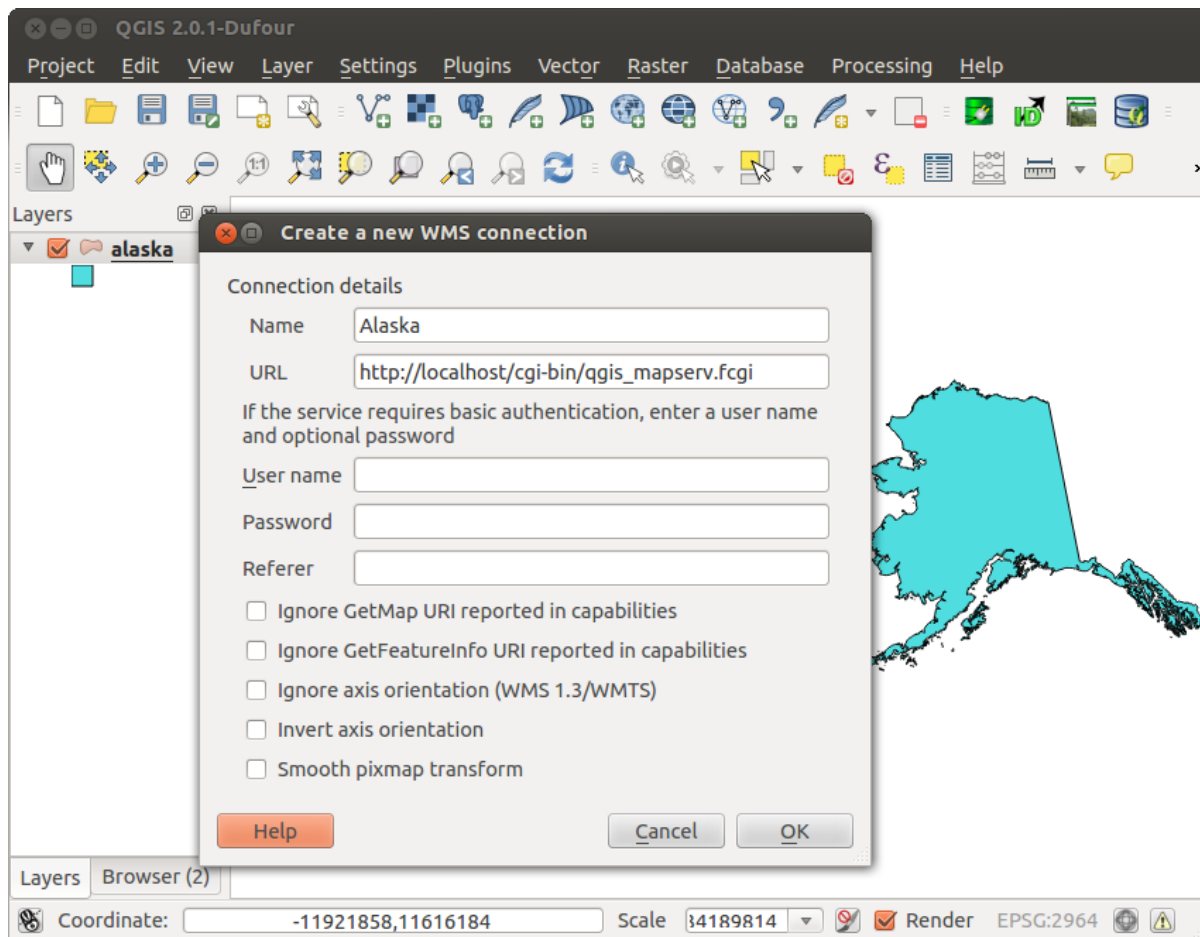 QGIS 2.0.1-Dufour
Project Edit View Layer Settings Plugins Vector Raster Database Processing Help
1:1
Layers
alaska
Create a new WMS connection
Connection details
Name Alaska
URL http://localhost/cgi-bin/qgis_mapserv.fcgi
If the service requires basic authentication, enter a user name
and optional password
User name
Password
Referer
Ignore GetMap URI reported in capabilities
Ignore GetFeatureInfo URI reported in capabilities
Ignore axis orientation (WMS 1.3/WMTS)
Invert axis orientation
Smooth pixmap transform
Help Cancel OK
Layers Browser (2)
Coordinate: -11921858,11616184 Scale 34189814 Render EPSG:2964